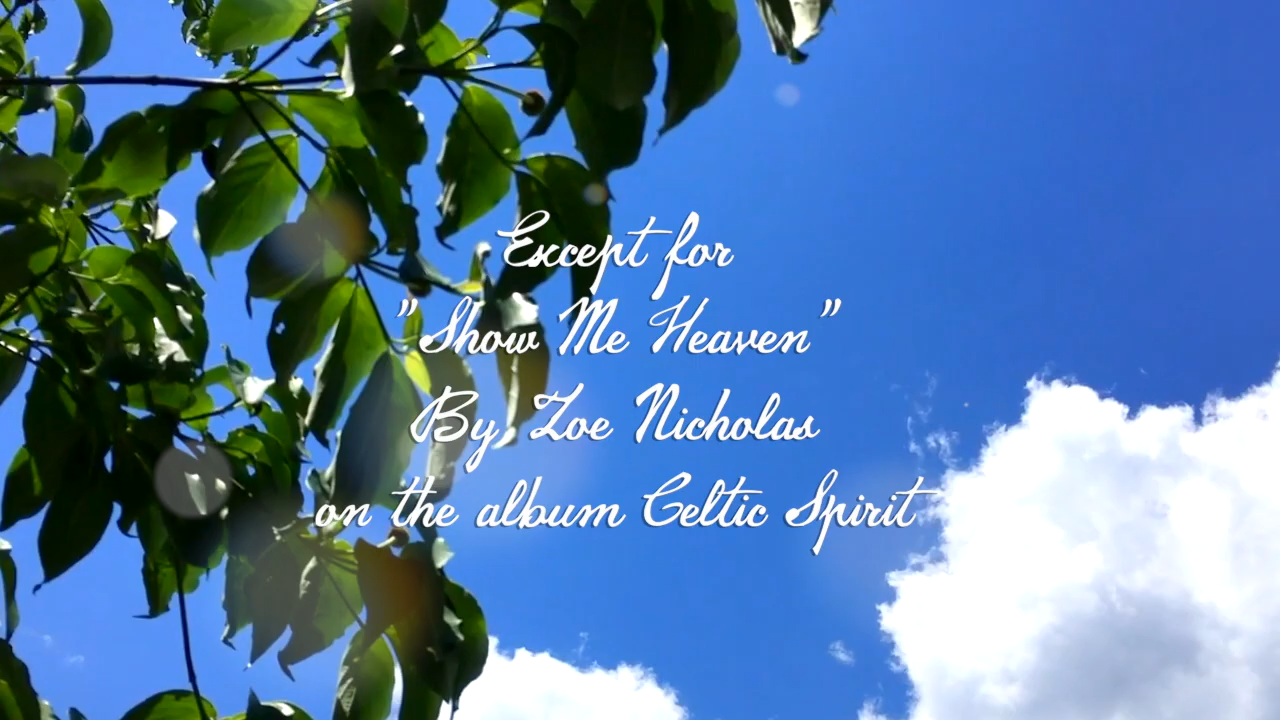 Except for
"Show Me Heaven"
By, Zoe Nicholas
on the album Celtic Spirit